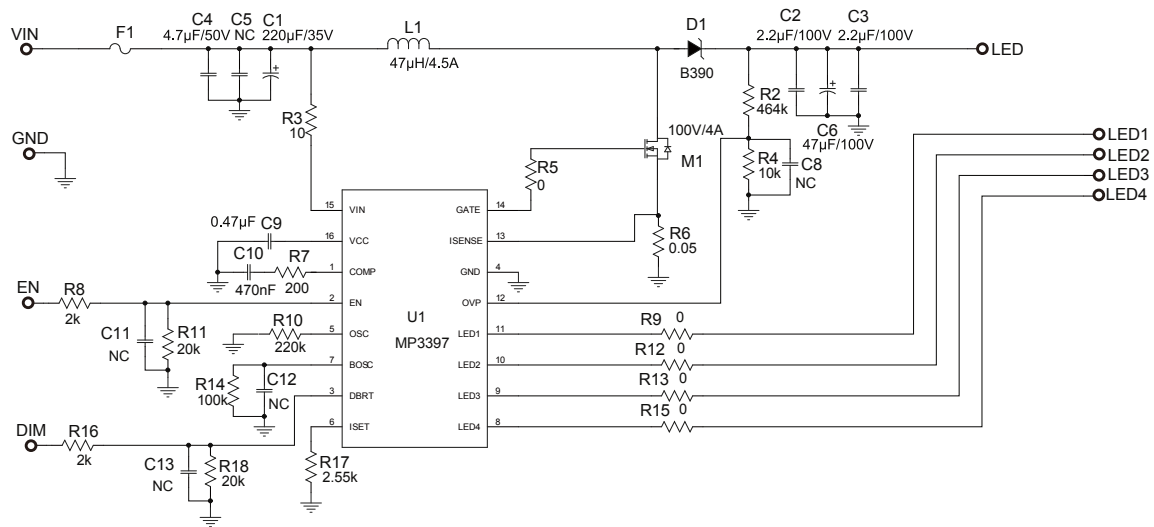 VIN
F1
C4
4.7μF/50V
C5
NC
C1
220μF/35V
+
L1
47μH/4.5A
D1
B390
C2
2.2μF/100V
C3
2.2μF/100V
+
C6
47μF/100V
LED
R2
464k
R3
10
GND
100V/4A
M1
R5
0
R4
10k
C8
NC
LED1
LED2
LED3
LED4
R6
0.05
0.47μF
C9
C10
470nF
R7
200
EN
R8
2k
C11
NC
R11
20k
R10
220k
R14
100k
C12
NC
DIM
R16
2k
C13
NC
R18
20k
R17
2.55k
U1
MP3397
15 VIN
16 VCC
1 COMP
2 EN
5 OSC
7 BOSC
3 DBRT
6 ISET
GATE 14
ISENSE 13
GND 4
OVP 12
LED1 11
LED2 10
LED3 9
LED4 8
R9 0
R12 0
R13 0
R15 0